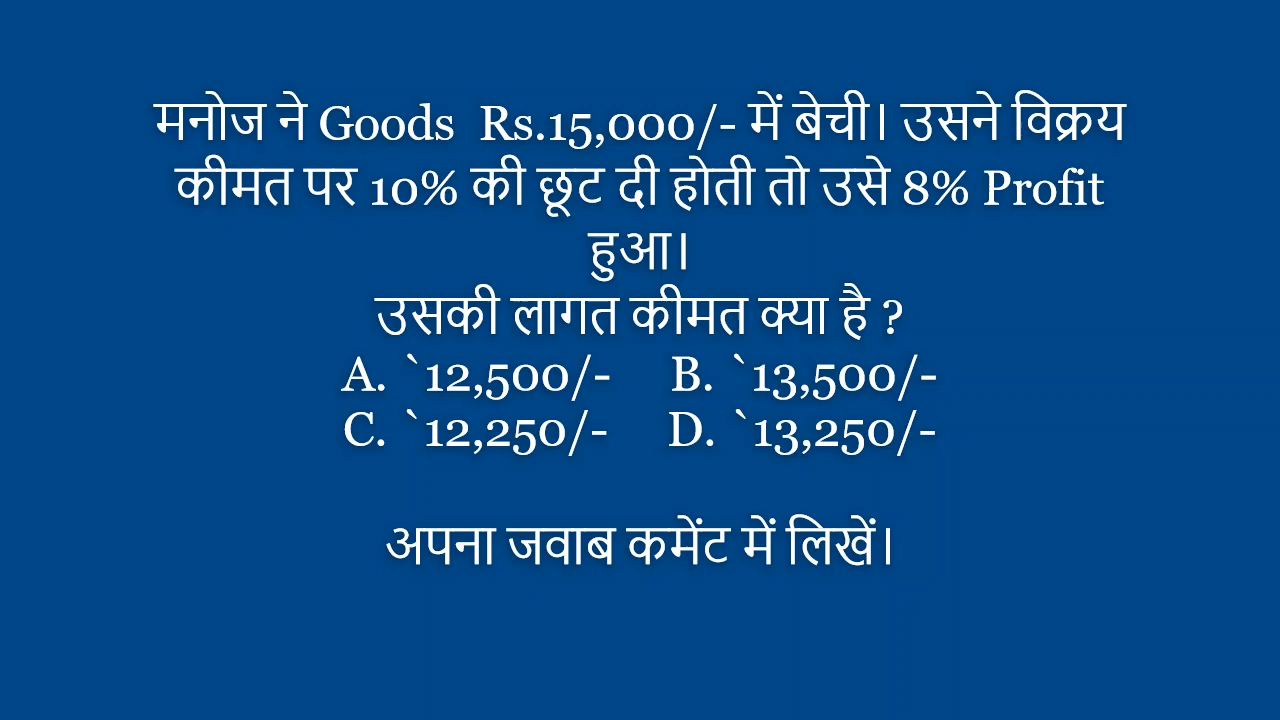 मनोज ने Goods  Rs.15,000/- में बेची। उसने विक्रय
कीमत पर 10% की छूट दी होती तो उसे 8% Profit
हुआ।
उसकी लागत कीमत क्या है ?
A. `12,500/-     B. `13,500/-
C. `12,250/-     D. `13,250/-
अपना जवाब कमेंट में लिखें।